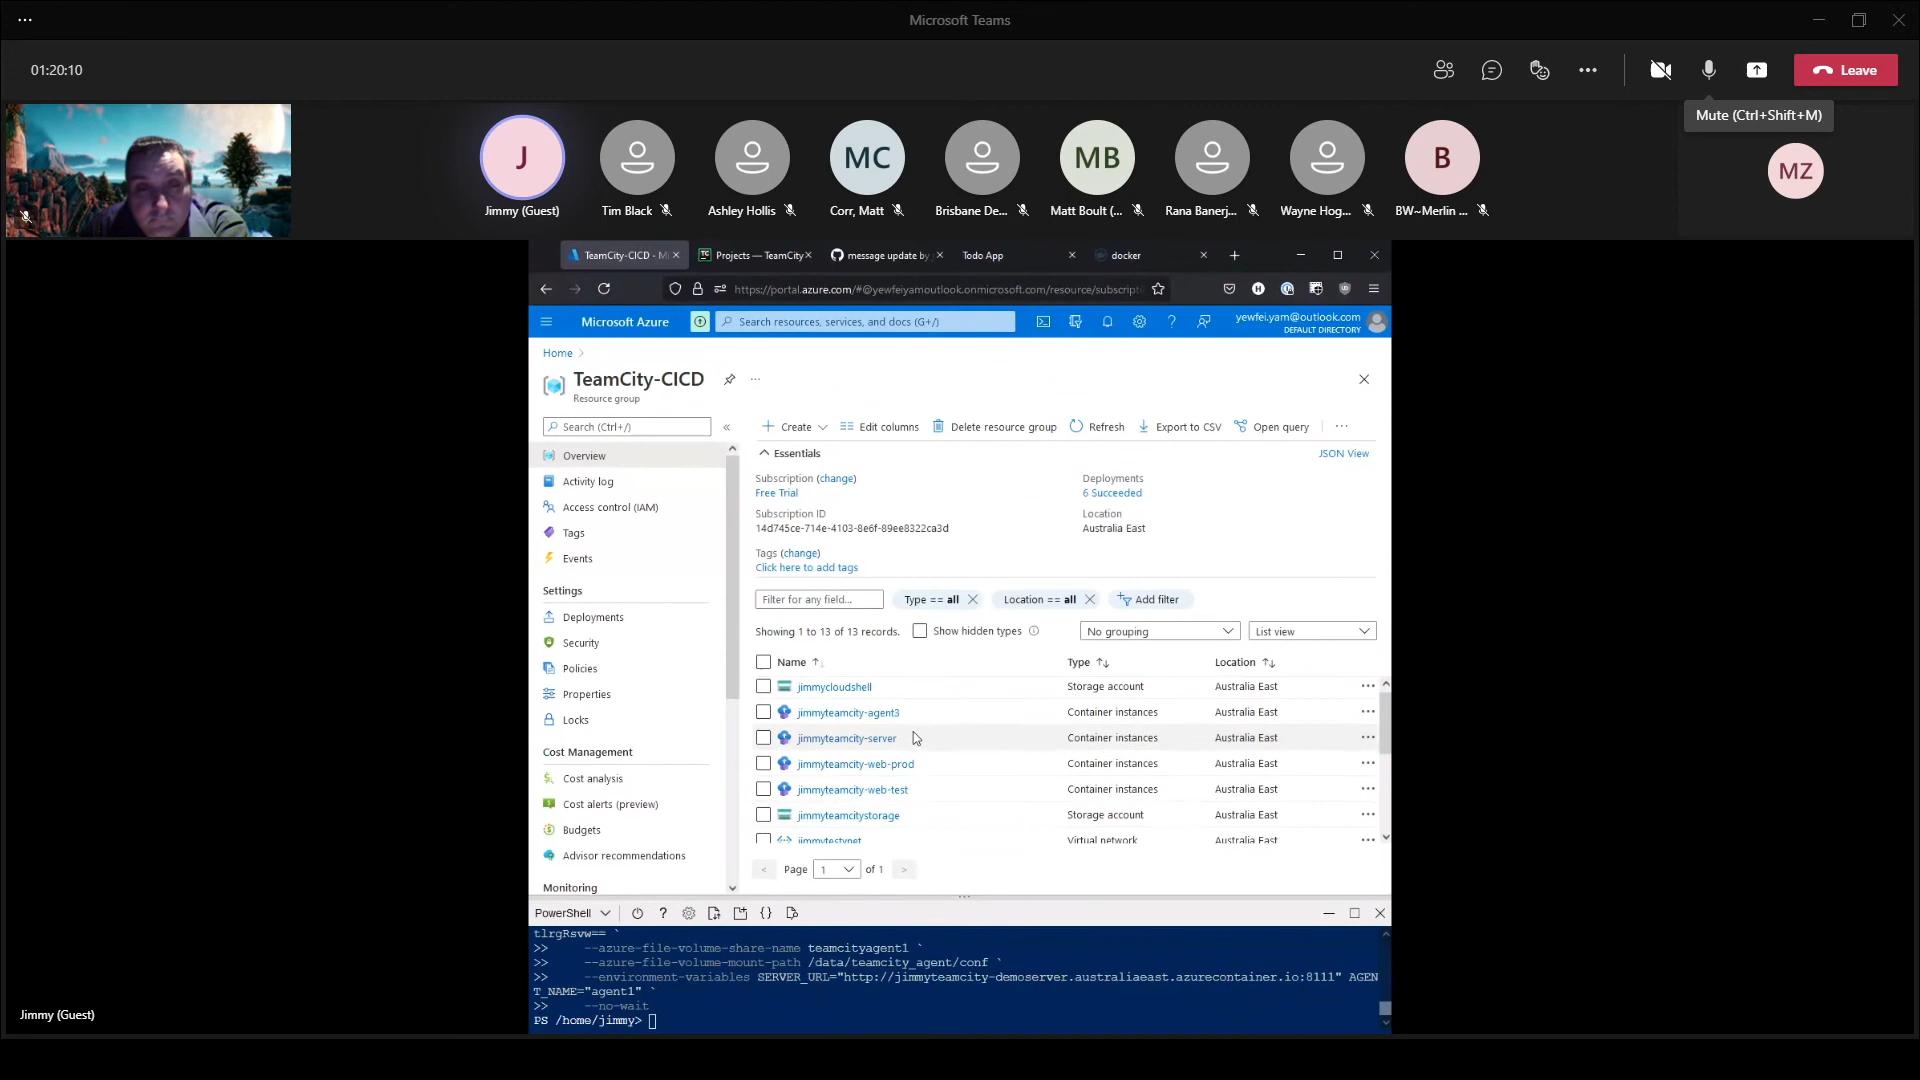 Microsoft Teams
01:20:10
Leave
Mute (Ctrl+Shift+M)
J
MC
MB
B
MZ
Jimmy (Guest)
Tim Black
Ashley Hollis
Corr, Matt
Brisbane De...
Matt Boult (...
Rana Banerj...
Wayne Hog...
BW~Merlin ...
TeamCity-CICD - Mi
Projects — TeamCity
message update by
Todo App
docker
https://portal.azure.com/#@yewfeiyamoutlook.onmicrosoft.com/resource/subscript
Microsoft Azure
Search resources, services, and docs (G+/)
yewfei.yam@outlook.com
DEFAULT DIRECTORY
Home
TeamCity-CICD
Resource group
Search (Ctrl+/)
Create
Edit columns
Delete resource group
Refresh
Export to CSV
Open query
Overview
Activity log
Access control (IAM)
Tags
Events
Settings
Deployments
Security
Policies
Properties
Locks
Cost Management
Cost analysis
Cost alerts (preview)
Budgets
Advisor recommendations
Monitoring
Essentials
JSON View
Subscription (change)
Free Trial
Deployments
6 Succeeded
Subscription ID
14d745ce-714e-4103-8e6f-89ee8322ca3d
Location
Australia East
Tags (change)
Click here to add tags
Filter for any field...
Type == all
Location == all
Add filter
Showing 1 to 13 of 13 records.
Show hidden types
No grouping
List view
Name
Type
Location
jimmycloudshell Storage account Australia East
jimmyteamcity-agent3 Container instances Australia East
jimmyteamcity-server Container instances Australia East
jimmyteamcity-web-prod Container instances Australia East
jimmyteamcity-web-test Container instances Australia East
jimmyteamcitystorage Storage account Australia East
jimmytestvnet Virtual network Australia East
< Page 1 of 1 >
PowerShell
tlrgRsvw== `
>> --azure-file-volume-share-name teamcityagent1 `
>> --azure-file-volume-mount-path /data/teamcity_agent/conf `
>> --environment-variables SERVER_URL="http://jimmyteamcity-demoserver.australiaeast.azurecontainer.io:8111" AGEN
T_NAME="agent1" `
>> --no-wait
PS /home/jimmy>
Jimmy (Guest)